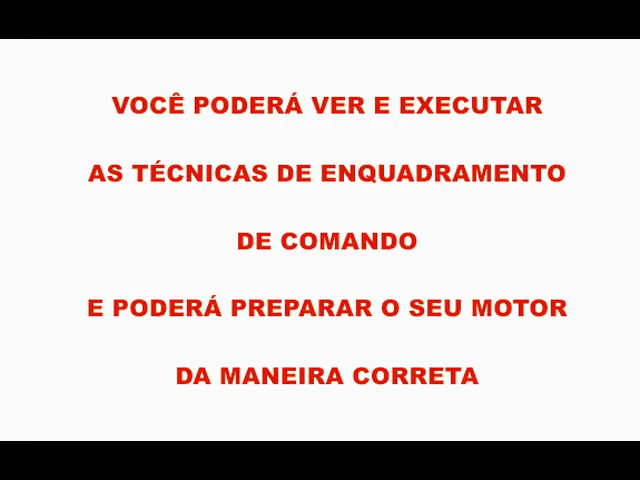 VOCÊ PODERÁ VER E EXECUTAR
AS TÉCNICAS DE ENQUADRAMENTO
DE COMANDO
E PODERÁ PREPARAR O SEU MOTOR
DA MANEIRA CORRETA